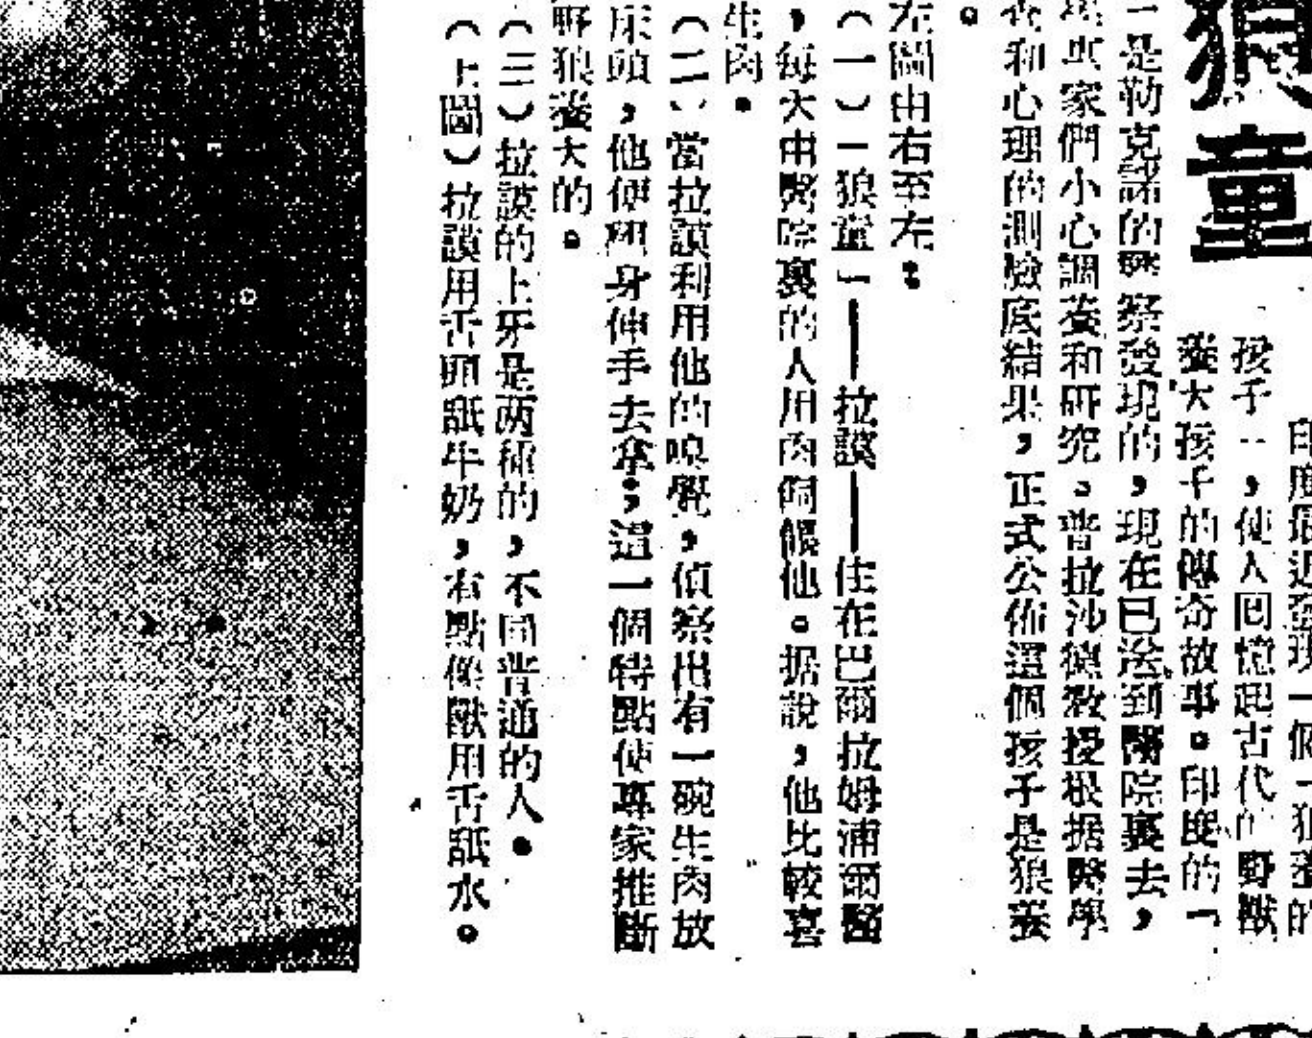 狼童
印度最近發現一個「狼養的
孩子」,使人囘憶起古代的野獸
養大孩子的傳奇故事。印度的「
一是勒克諾的警察發現的,現在已送到醫院裏去,
專家們小心調養和研究。普拉沙德教授根据醫學
和心理的測驗底結果,正式公佈這個孩子是狼養
。
左圖由右至左:
(一)「狼童」——拉謨——住在巴爾拉姆浦爾醫
,每天由醫院裏的人用肉飼餵他。据說,他比較喜
生肉。
(二)當拉謨利用他的嗅覺,偵察出有一碗生肉放
床頭,他便翻身伸手去拿;這一個特點使專家推斷
野狼養大的。
(三)拉謨的上牙是两種的,不同普通的人。
(上圖)拉謨用舌頭舐牛奶,有點像獸用舌舐水。